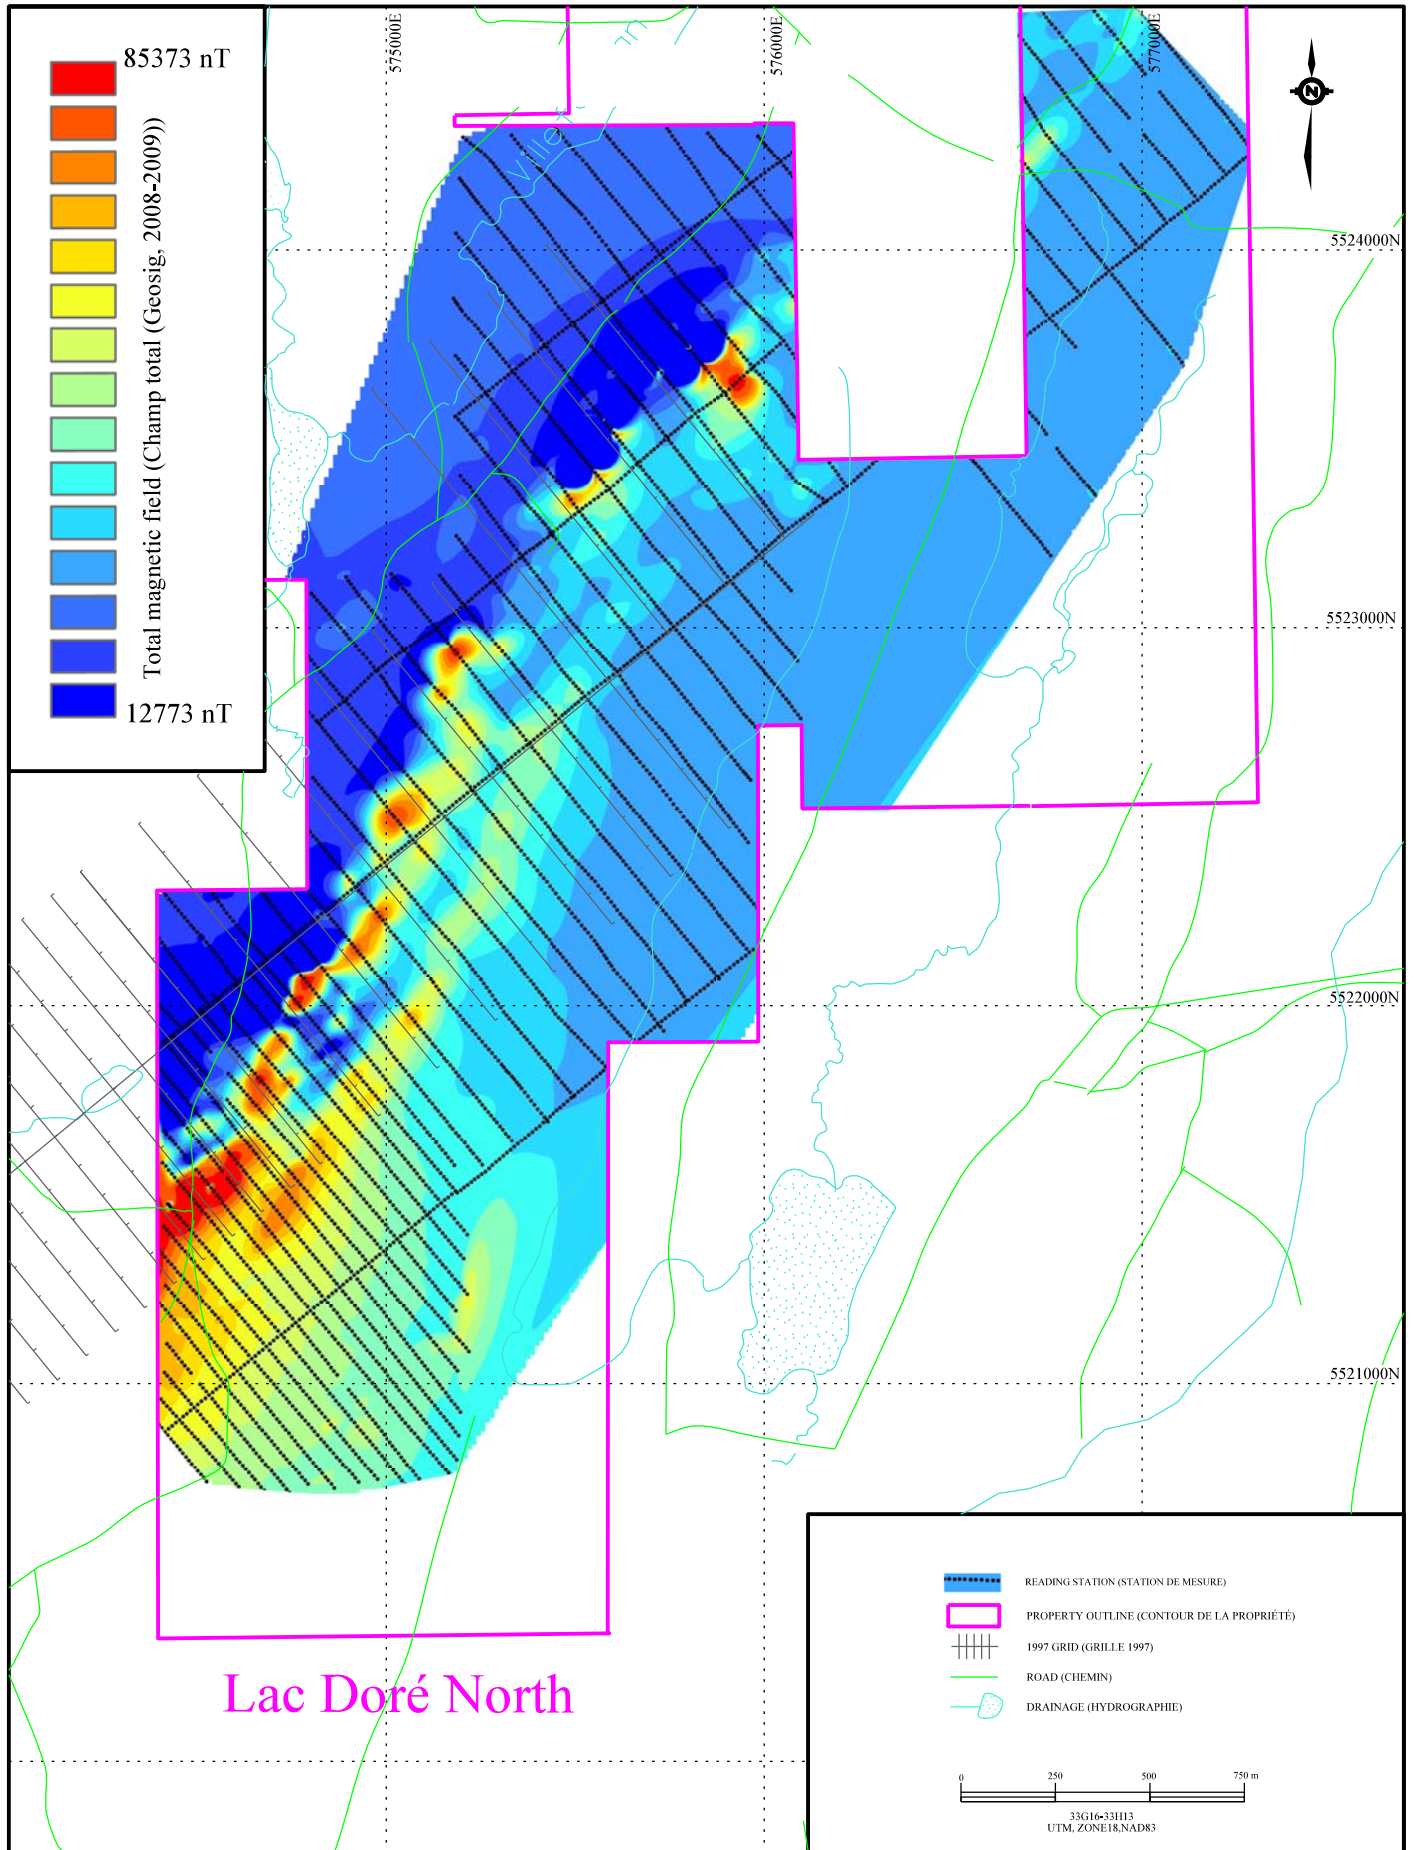 85373 nT
Total magnetic field (Champ total (Geosig, 2008-2009))
12773 nT
575000E
576000E
577000E
N
Ville
5524000N
5523000N
5522000N
5521000N
Lac Doré North
READING STATION (STATION DE MESURE)
PROPERTY OUTLINE (CONTOUR DE LA PROPRIÉTÉ)
1997 GRID (GRILLE 1997)
ROAD (CHEMIN)
DRAINAGE (HYDROGRAPHIE)
0 250 500 750 m
33G16-33H13
UTM, ZONE18,NAD83